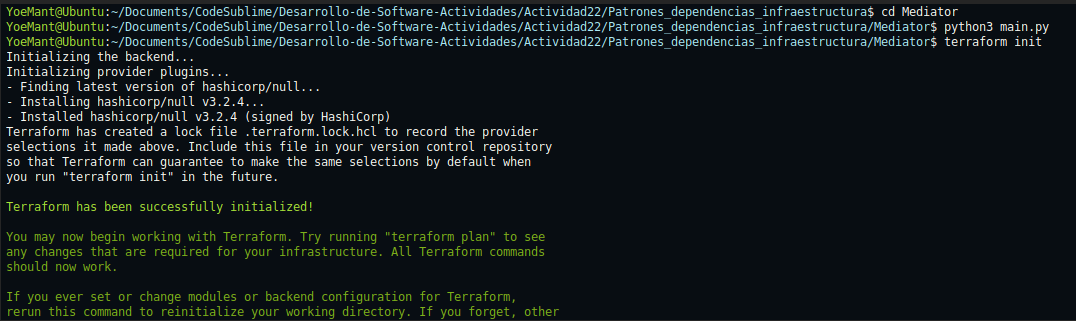 YoeMant@Ubuntu:~/Documents/CodeSublime/Desarrollo-de-Software-Actividades/Actividad22/Patrones_dependencias_infraestructura$ cd Mediator
YoeMant@Ubuntu:~/Documents/CodeSublime/Desarrollo-de-Software-Actividades/Actividad22/Patrones_dependencias_infraestructura/Mediator$ python3 main.py
YoeMant@Ubuntu:~/Documents/CodeSublime/Desarrollo-de-Software-Actividades/Actividad22/Patrones_dependencias_infraestructura/Mediator$ terraform init
Initializing the backend...
Initializing provider plugins...
- Finding latest version of hashicorp/null...
- Installing hashicorp/null v3.2.4...
- Installed hashicorp/null v3.2.4 (signed by HashiCorp)
Terraform has created a lock file .terraform.lock.hcl to record the provider
selections it made above. Include this file in your version control repository
so that Terraform can guarantee to make the same selections by default when
you run "terraform init" in the future.
Terraform has been successfully initialized!
You may now begin working with Terraform. Try running "terraform plan" to see
any changes that are required for your infrastructure. All Terraform commands
should now work.
If you ever set or change modules or backend configuration for Terraform,
rerun this command to reinitialize your working directory. If you forget, other